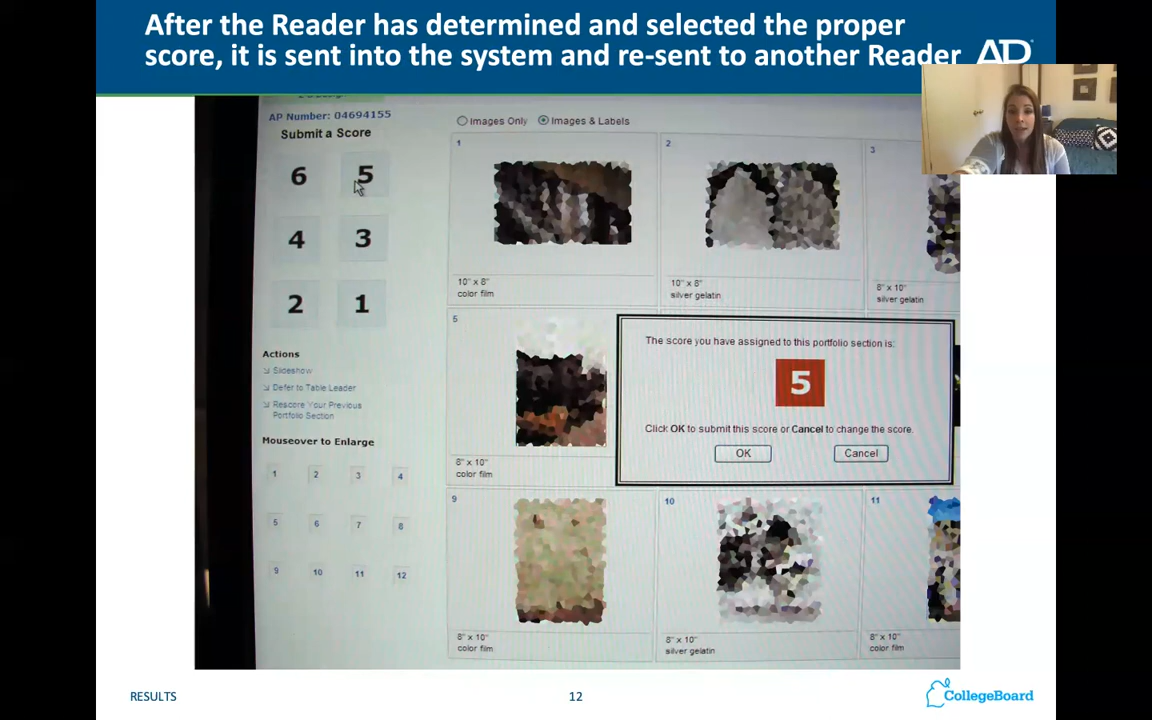 After the Reader has determined and selected the proper
score, it is sent into the system and re-sent to another Reader
AP
AP Number: 04694155
Submit a Score
Images Only
Images & Labels
6
5
4
3
2
1
Actions
Slideshow
Defer to Table Leader
Rescore Your Previous
Portfolio Section
Mouseover to Enlarge
1 2 3 4
5 6 7 8
9 10 11 12
1
10" x 8"
color film
2
10" x 8"
silver gelatin
3
8" x 10"
silver gelatin
5
8" x 10"
color film
The score you have assigned to this portfolio section is:
5
Click OK to submit this score or Cancel to change the score.
OK
Cancel
9
8" x 10"
color film
10
8" x 10"
silver gelatin
11
8" x 10"
color film
RESULTS
12
CollegeBoard